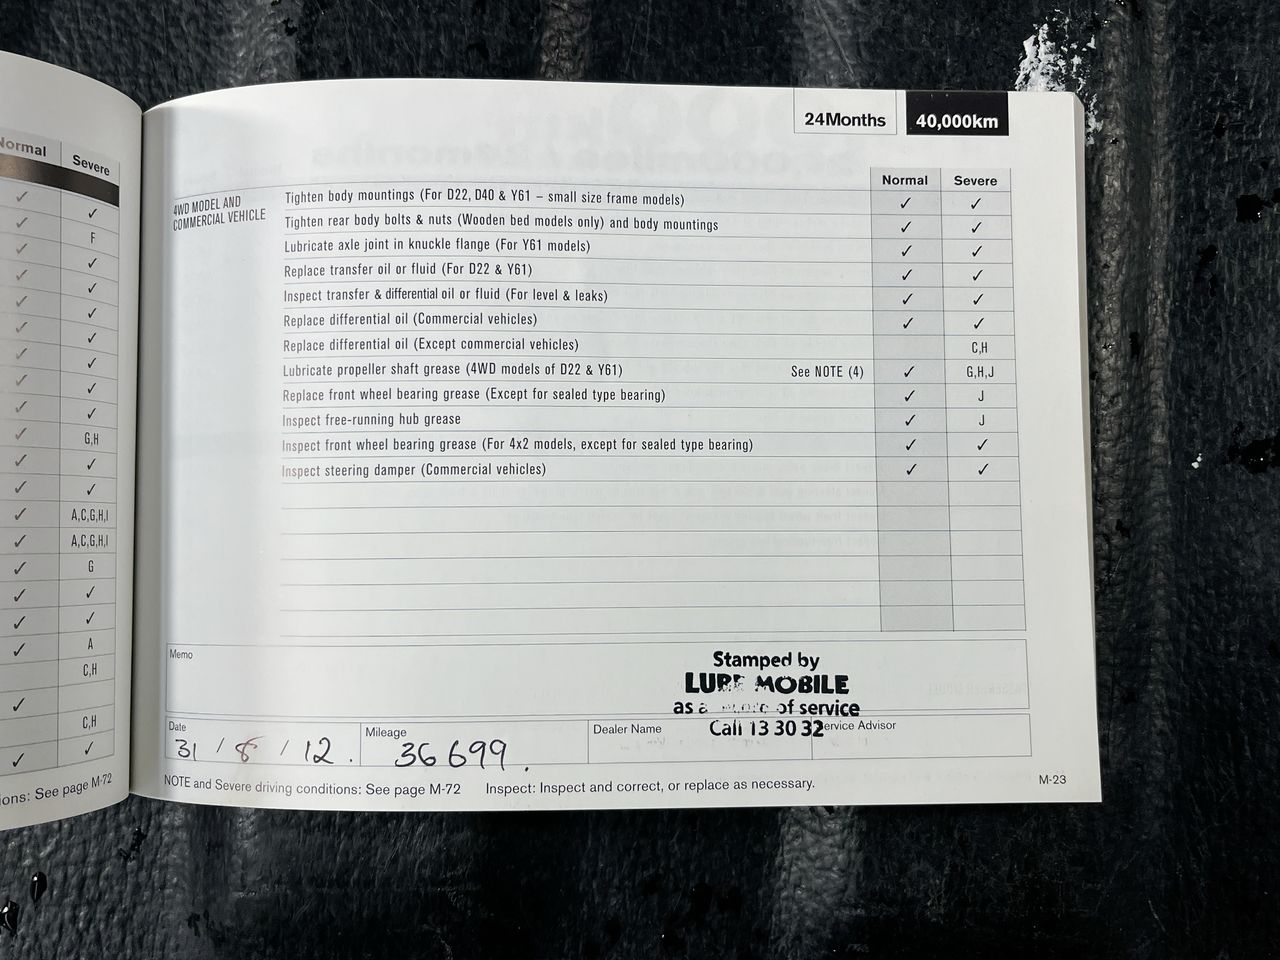 Normal Severe
✓ ✓
✓ F
✓ ✓
✓ ✓
✓ ✓
✓ ✓
✓ ✓
✓ ✓
✓ ✓
✓ G,H
✓ ✓
✓ ✓
✓ A,C,G,H,I
✓ A,C,G,H,I
✓ G
✓ ✓
✓ ✓
✓ A
C,H
✓
C,H
✓ ✓
ions: See page M-72
24Months 40,000km
Normal Severe
4WD MODEL AND
COMMERCIAL VEHICLE
Tighten body mountings (For D22, D40 & Y61 – small size frame models) ✓ ✓
Tighten rear body bolts & nuts (Wooden bed models only) and body mountings ✓ ✓
Lubricate axle joint in knuckle flange (For Y61 models) ✓ ✓
Replace transfer oil or fluid (For D22 & Y61) ✓ ✓
Inspect transfer & differential oil or fluid (For level & leaks) ✓ ✓
Replace differential oil (Commercial vehicles) ✓ ✓
Replace differential oil (Except commercial vehicles) C,H
Lubricate propeller shaft grease (4WD models of D22 & Y61) See NOTE (4) ✓ G,H,J
Replace front wheel bearing grease (Except for sealed type bearing) ✓ J
Inspect free-running hub grease ✓ J
Inspect front wheel bearing grease (For 4x2 models, except for sealed type bearing) ✓ ✓
Inspect steering damper (Commercial vehicles) ✓ ✓
Memo
Stamped by
LUBE MOBILE
as a of service
Call 13 30 32
Date Mileage Dealer Name ervice Advisor
31 / 8 / 12. 36 699.
NOTE and Severe driving conditions: See page M-72 Inspect: Inspect and correct, or replace as necessary.
M-23